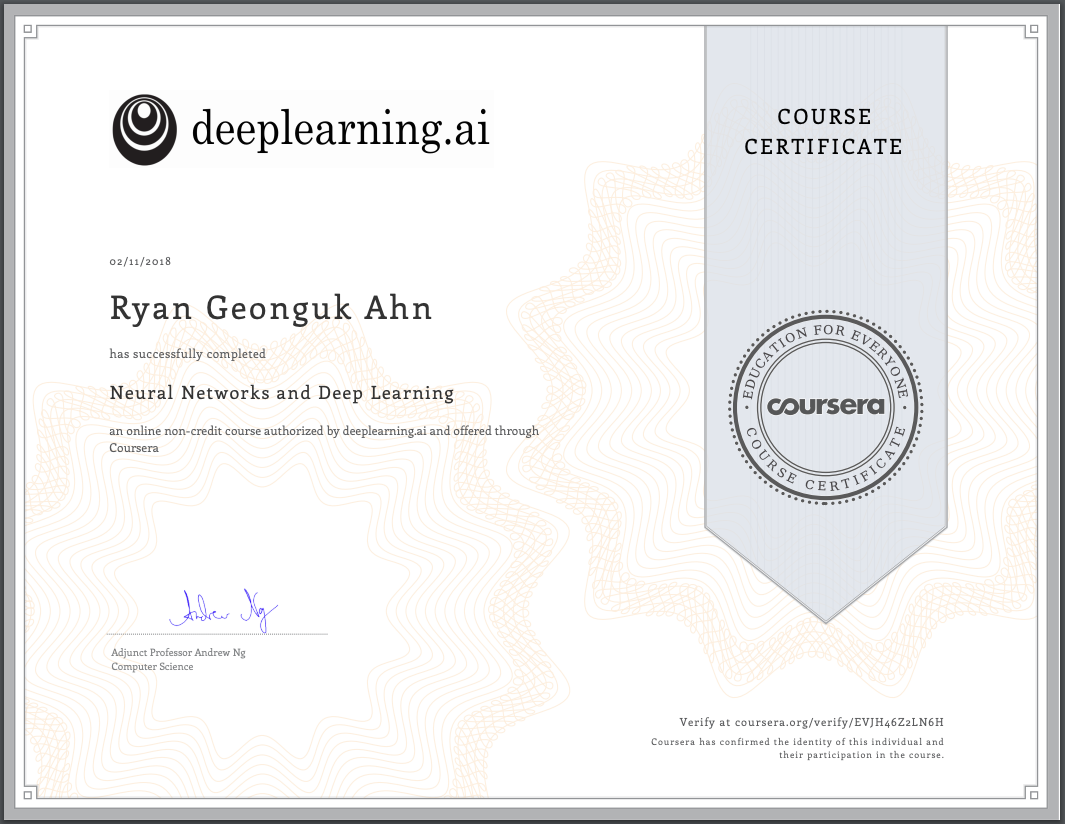 deeplearning.ai
COURSE
CERTIFICATE
02/11/2018
Ryan Geonguk Ahn
has successfully completed
Neural Networks and Deep Learning
an online non-credit course authorized by deeplearning.ai and offered through
Coursera
EDUCATION FOR EVERYONE
coursera
COURSE CERTIFICATE
Andrew Ng
Adjunct Professor Andrew Ng
Computer Science
Verify at coursera.org/verify/EVJH46Z2LN6H
Coursera has confirmed the identity of this individual and
their participation in the course.